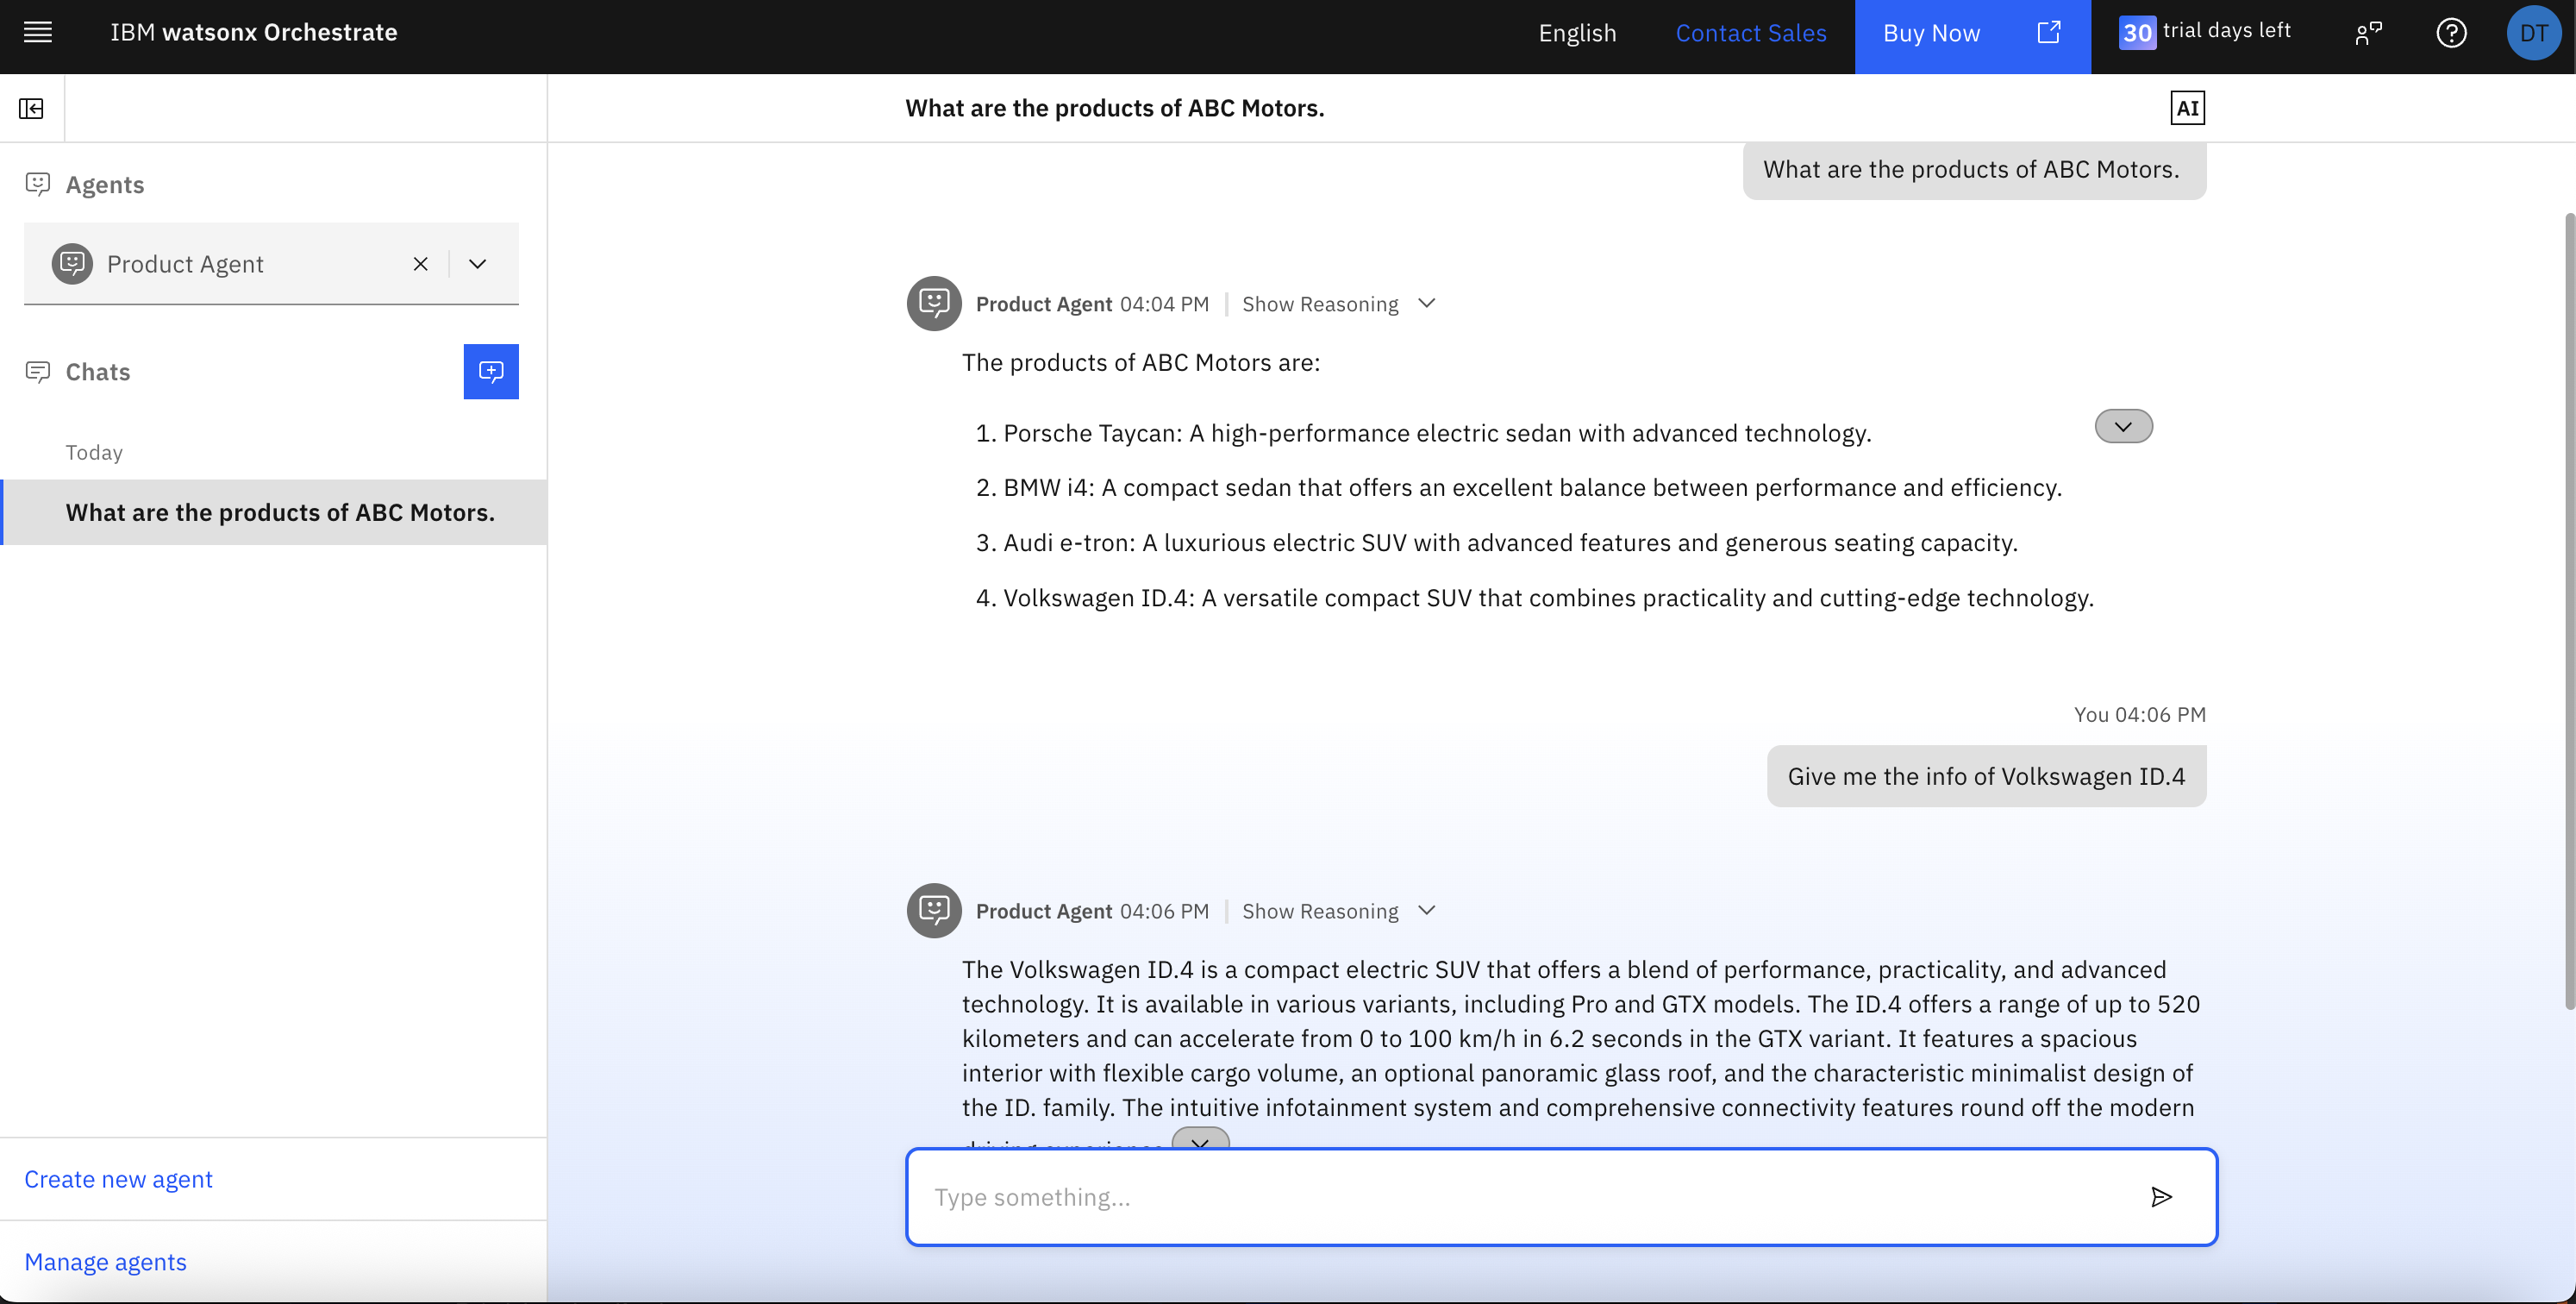 IBM watsonx Orchestrate
English
Contact Sales
Buy Now
30 trial days left
DT
What are the products of ABC Motors.
AI
Agents
Product Agent
Chats
Today
What are the products of ABC Motors.
Create new agent
Manage agents
What are the products of ABC Motors.
Product Agent 04:04 PM | Show Reasoning
The products of ABC Motors are:
1. Porsche Taycan: A high-performance electric sedan with advanced technology.
2. BMW i4: A compact sedan that offers an excellent balance between performance and efficiency.
3. Audi e-tron: A luxurious electric SUV with advanced features and generous seating capacity.
4. Volkswagen ID.4: A versatile compact SUV that combines practicality and cutting-edge technology.
You 04:06 PM
Give me the info of Volkswagen ID.4
Product Agent 04:06 PM | Show Reasoning
The Volkswagen ID.4 is a compact electric SUV that offers a blend of performance, practicality, and advanced
technology. It is available in various variants, including Pro and GTX models. The ID.4 offers a range of up to 520
kilometers and can accelerate from 0 to 100 km/h in 6.2 seconds in the GTX variant. It features a spacious
interior with flexible cargo volume, an optional panoramic glass roof, and the characteristic minimalist design of
the ID. family. The intuitive infotainment system and comprehensive connectivity features round off the modern
Type something...